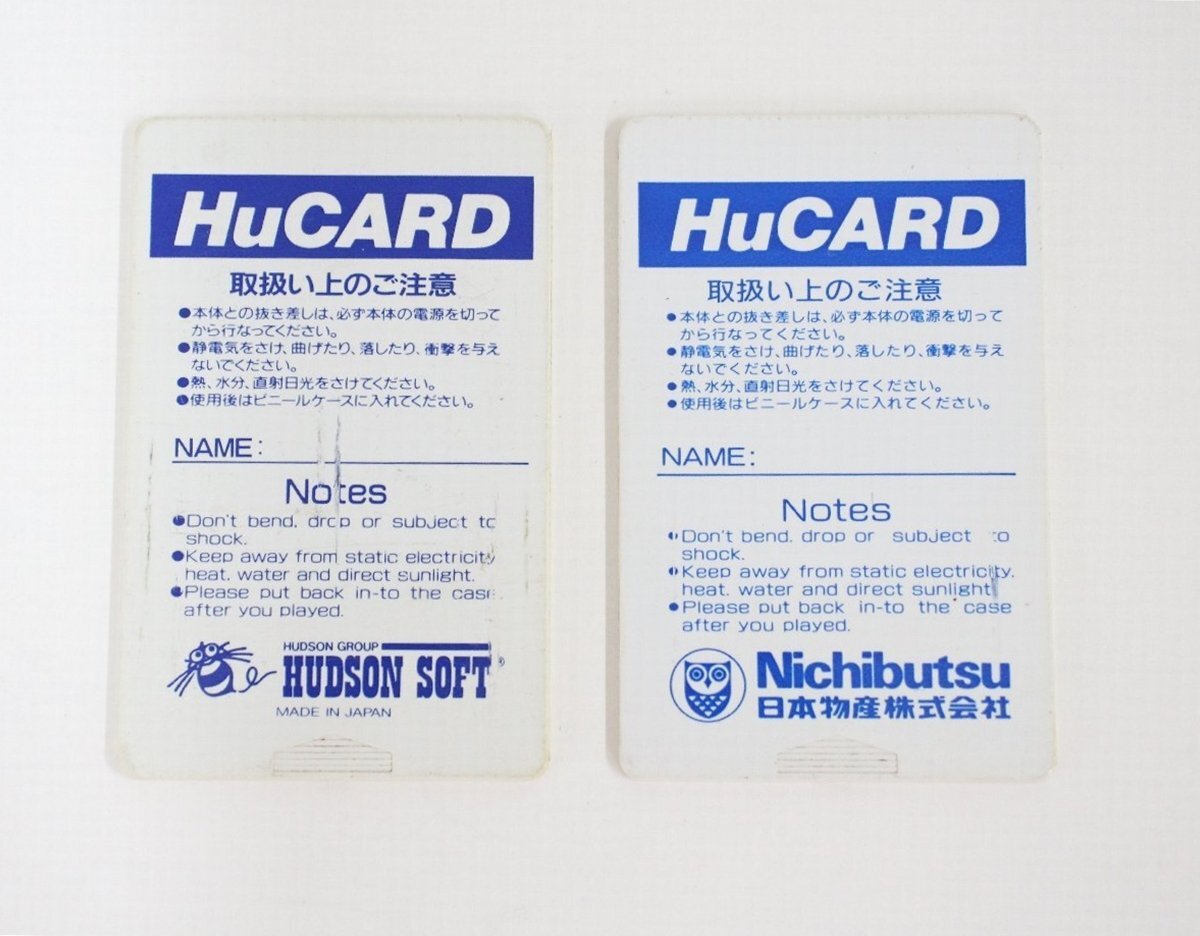 HuCARD
取扱い上のご注意
●本体との抜き差しは、必ず本体の電源を切って
から行なってください。
●静電気をさけ、曲げたり、落したり、衝撃を与え
ないでください。
●熱、水分、直射日光をさけてください。
●使用後はビニールケースに入れてください。
NAME:
Notes
●Don't bend, drop or subject to
shock.
●Keep away from static electricity
heat, water and direct sunlight.
●Please put back in-to the case
after you played.
HUDSON GROUP
HUDSON SOFT®
MADE IN JAPAN
HuCARD
取扱い上のご注意
●本体との抜き差しは、必ず本体の電源を切って
から行なってください。
●静電気をさけ、曲げたり、落したり、衝撃を与え
ないでください。
●熱、水分、直射日光をさけてください。
●使用後はビニールケースに入れてください。
NAME:
Notes
●Don't bend, drop or subject to
shock.
●Keep away from static electricity,
heat, water and direct sunlight
●Please put back in-to the case
after you played.
Nichibutsu
日本物産株式会社